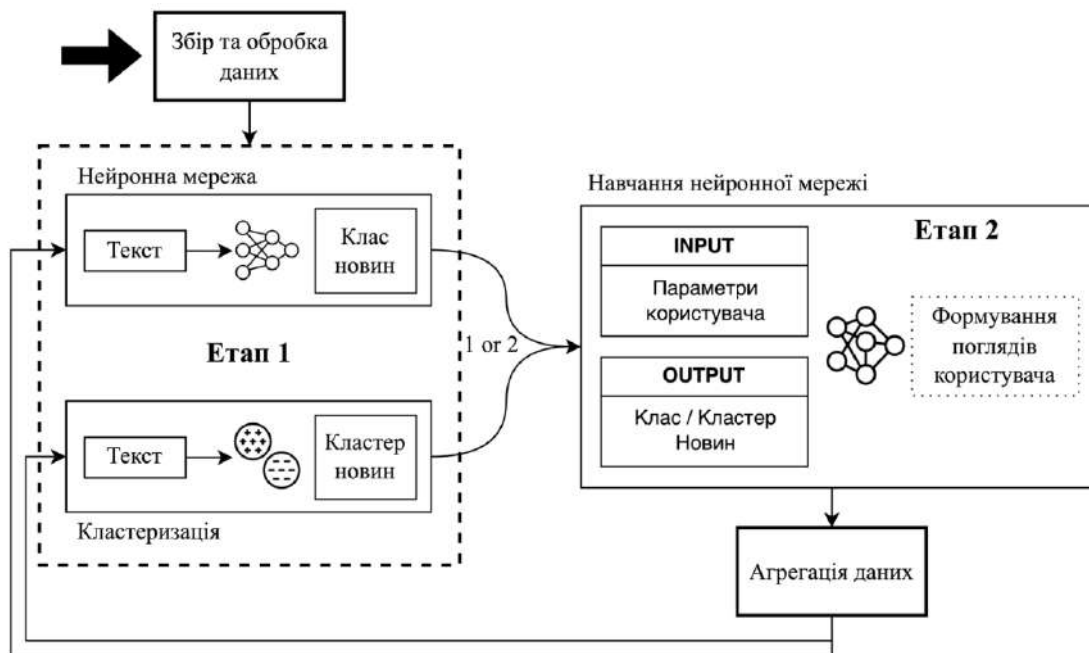 Збір та обробка
даних
Нейронна мережа
Текст
Клас
новин
Етап 1
1 or 2
Текст
Кластер
новин
Кластеризація
Навчання нейронної мережі
Етап 2
INPUT
Параметри
користувача
OUTPUT
Клас / Кластер
Новин
Формування
поглядів
користувача
Агрегація даних